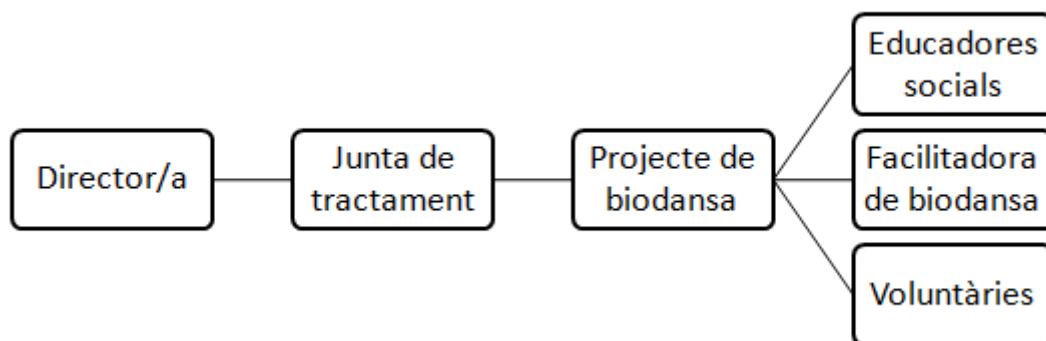 Director/a
Junta de
tractament
Projecte de
biodansa
Educadores
socials
Facilitadora
de biodansa
Voluntàries